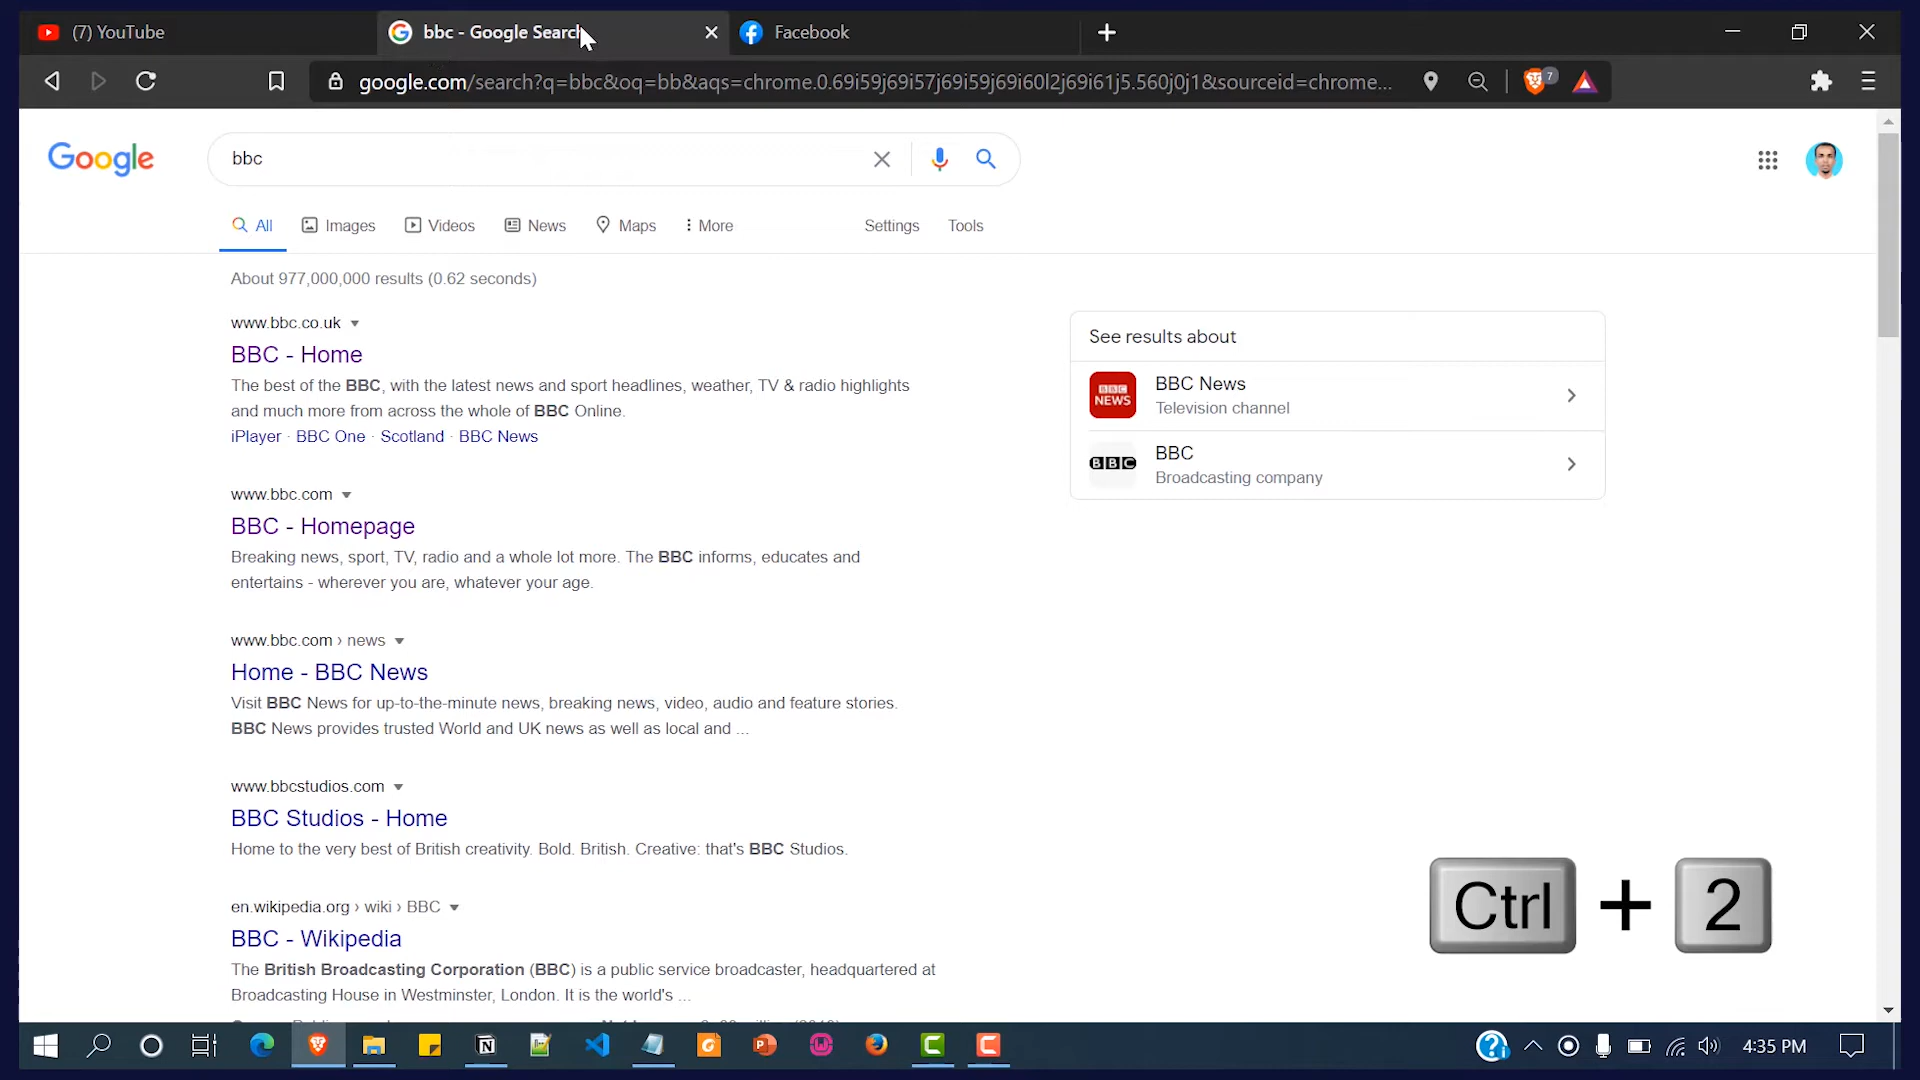 (7) YouTube
bbc - Google Search
Facebook
google.com/search?q=bbc&oq=bb&aqs=chrome.0.69i59j69i57j69i59j69i60l2j69i61j5.560j0j1&sourceid=chrome...
7
Google
bbc
All
Images
Videos
News
Maps
More
Settings
Tools
About 977,000,000 results (0.62 seconds)
www.bbc.co.uk
BBC - Home
The best of the BBC, with the latest news and sport headlines, weather, TV & radio highlights
and much more from across the whole of BBC Online.
iPlayer · BBC One · Scotland · BBC News
www.bbc.com
BBC - Homepage
Breaking news, sport, TV, radio and a whole lot more. The BBC informs, educates and
entertains - wherever you are, whatever your age.
www.bbc.com › news
Home - BBC News
Visit BBC News for up-to-the-minute news, breaking news, video, audio and feature stories.
BBC News provides trusted World and UK news as well as local and ...
www.bbcstudios.com
BBC Studios - Home
Home to the very best of British creativity. Bold. British. Creative: that's BBC Studios.
en.wikipedia.org › wiki › BBC
BBC - Wikipedia
The British Broadcasting Corporation (BBC) is a public service broadcaster, headquartered at
Broadcasting House in Westminster, London. It is the world's ...
See results about
BBC NEWS
BBC News
Television channel
BBC
BBC
Broadcasting company
Ctrl + 2
4:35 PM